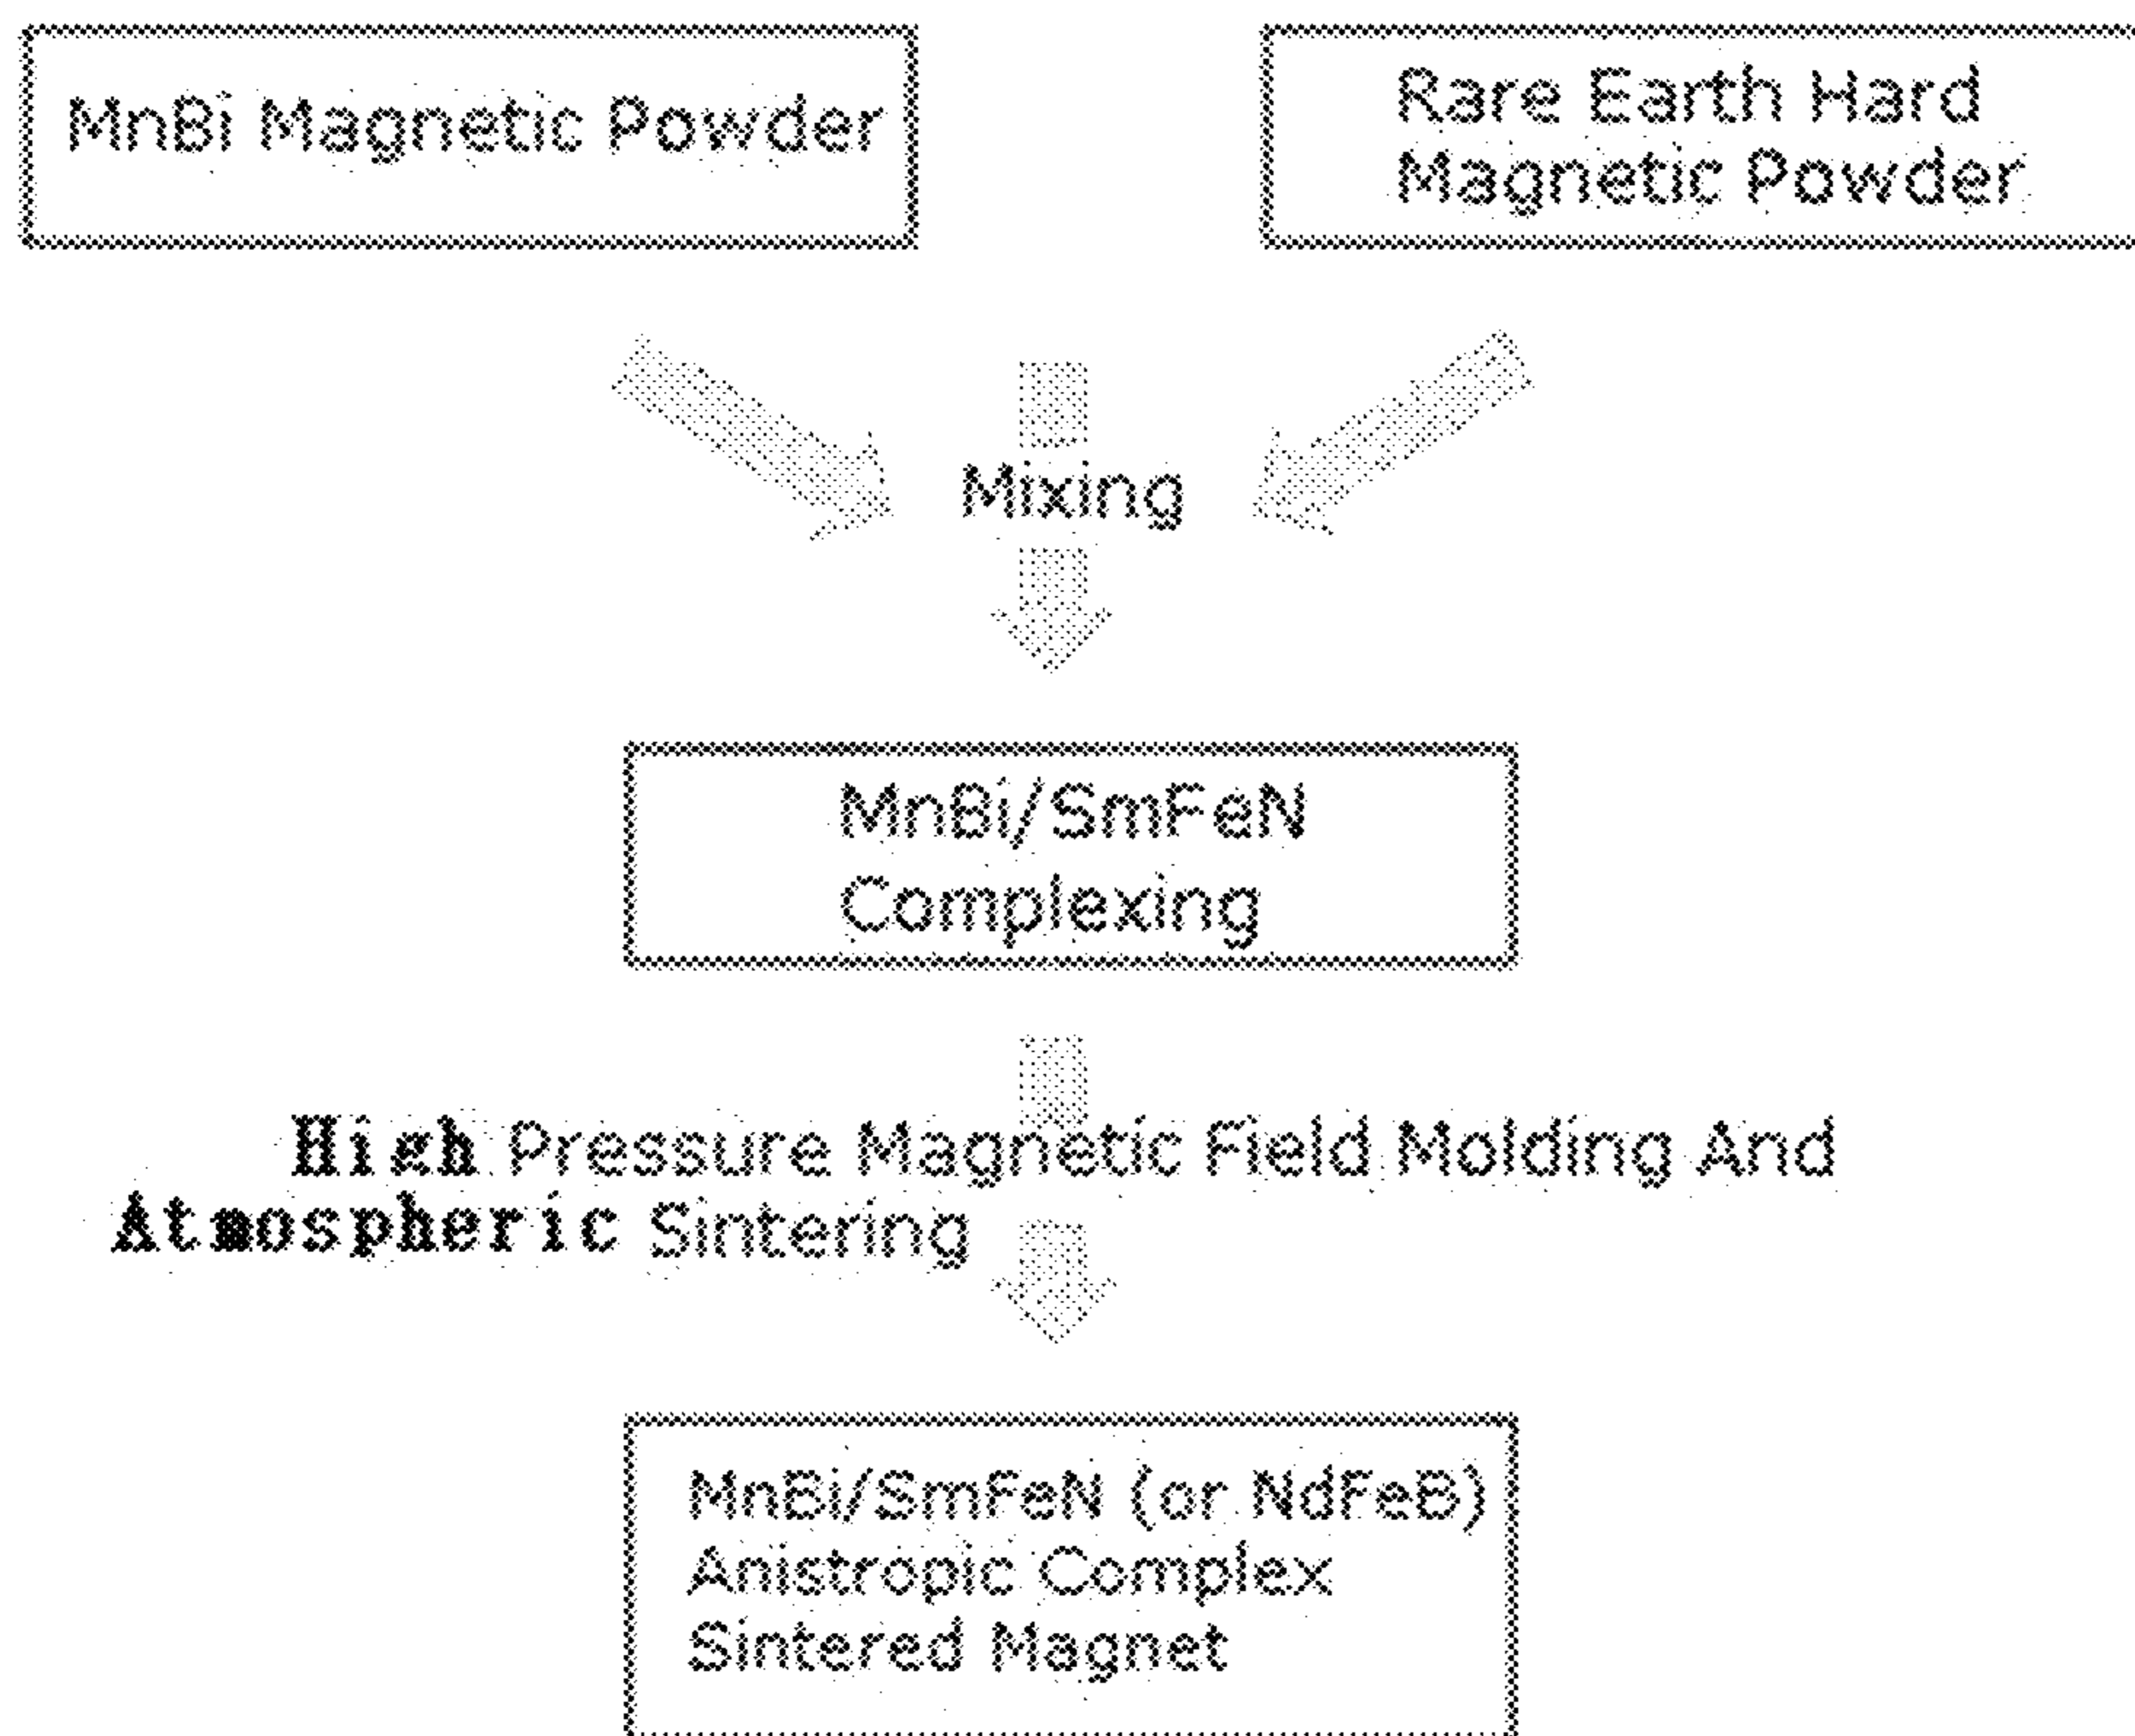 MnBi Magnetic Powder
Rare Earth Hard
Magnetic Powder
Mixing
MnBi/SmFeN
Complexing
High Pressure Magnetic Field Molding And
Atmospheric Sintering
MnBi/SmFeN (or NdFeB)
Anistropic Complex
Sintered Magnet